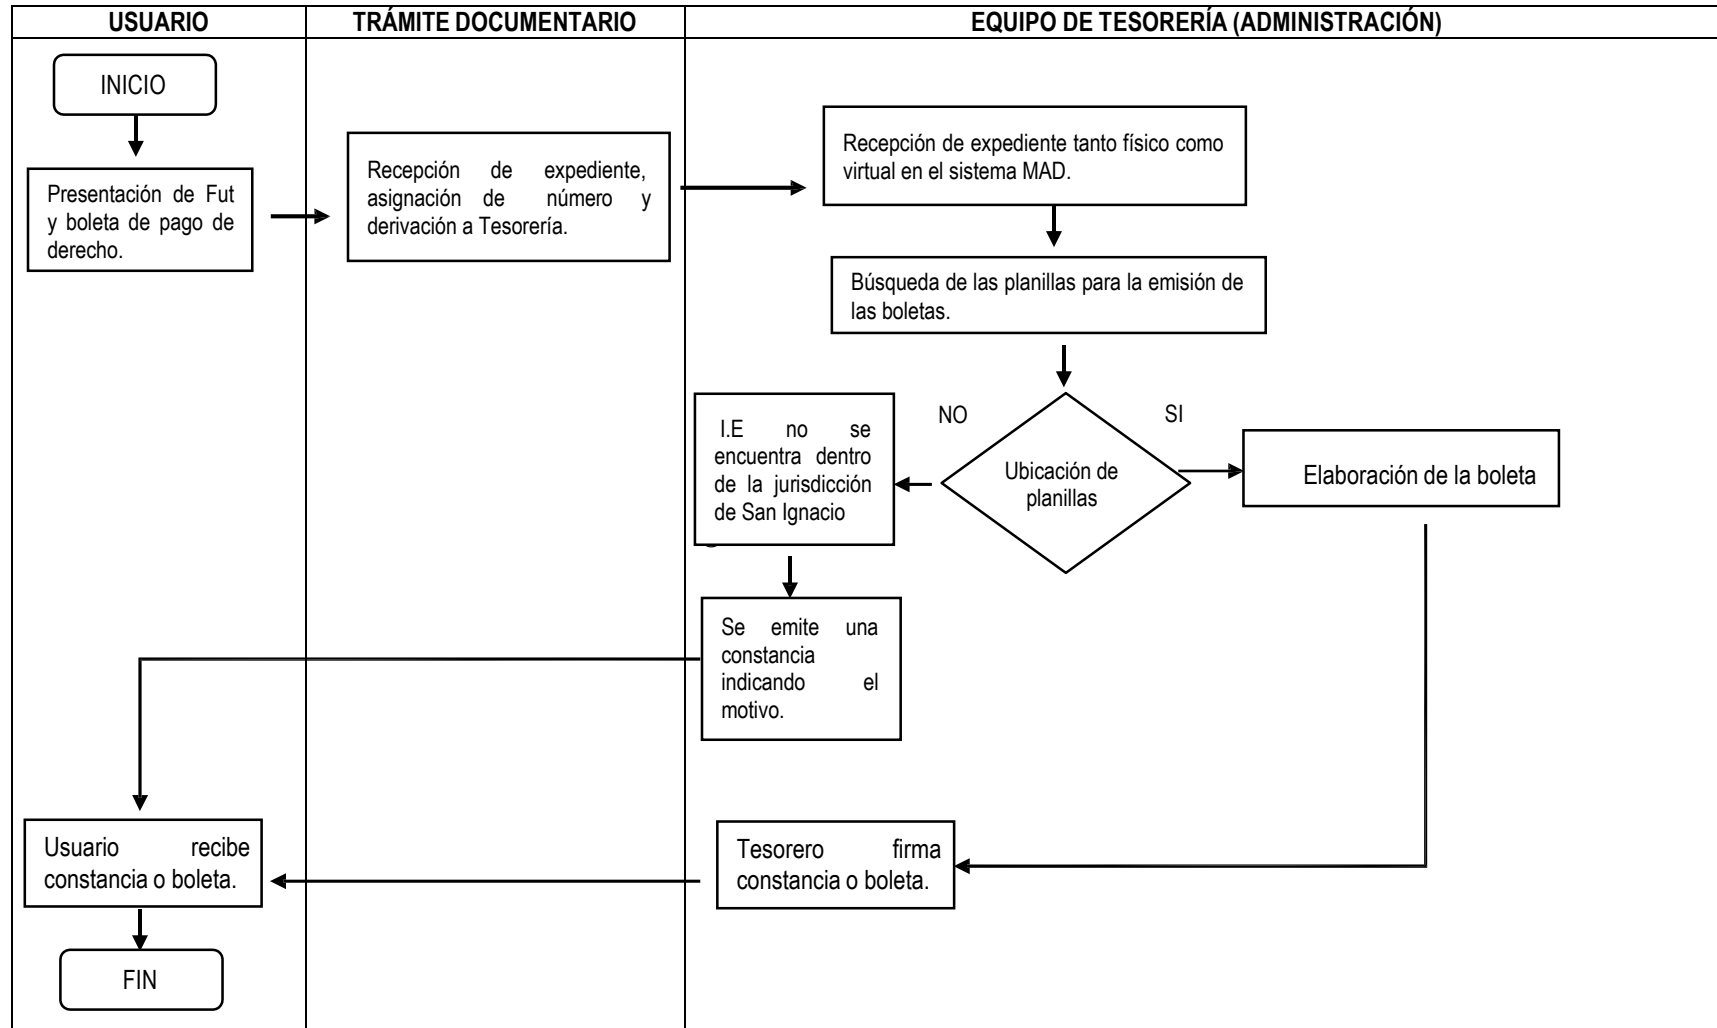 USUARIO
TRÁMITE DOCUMENTARIO
EQUIPO DE TESORERÍA (ADMINISTRACIÓN)
INICIO
Presentación de Fut
y boleta de pago de
derecho.
Recepción de expediente,
asignación de número y
derivación a Tesorería.
Recepción de expediente tanto físico como
virtual en el sistema MAD.
Búsqueda de las planillas para la emisión de
las boletas.
Ubicación de
planillas
NO
SI
I.E no se
encuentra dentro
de la jurisdicción
de San Ignacio
Elaboración de la boleta
Se emite una
constancia
indicando el
motivo.
Tesorero firma
constancia o boleta.
Usuario recibe
constancia o boleta.
FIN